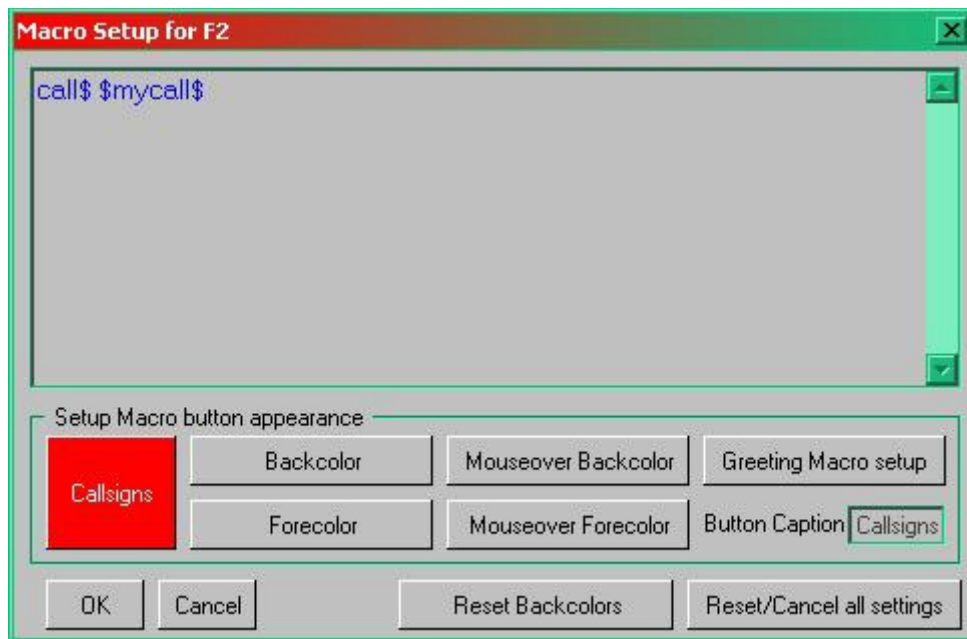 Macro Setup for F2
call$ $mycall$
Setup Macro button appearance
Callsigns
Backcolor
Mouseover Backcolor
Greeting Macro setup
Forecolor
Mouseover Forecolor
Button Caption Callsigns
OK
Cancel
Reset Backcolors
Reset/Cancel all settings